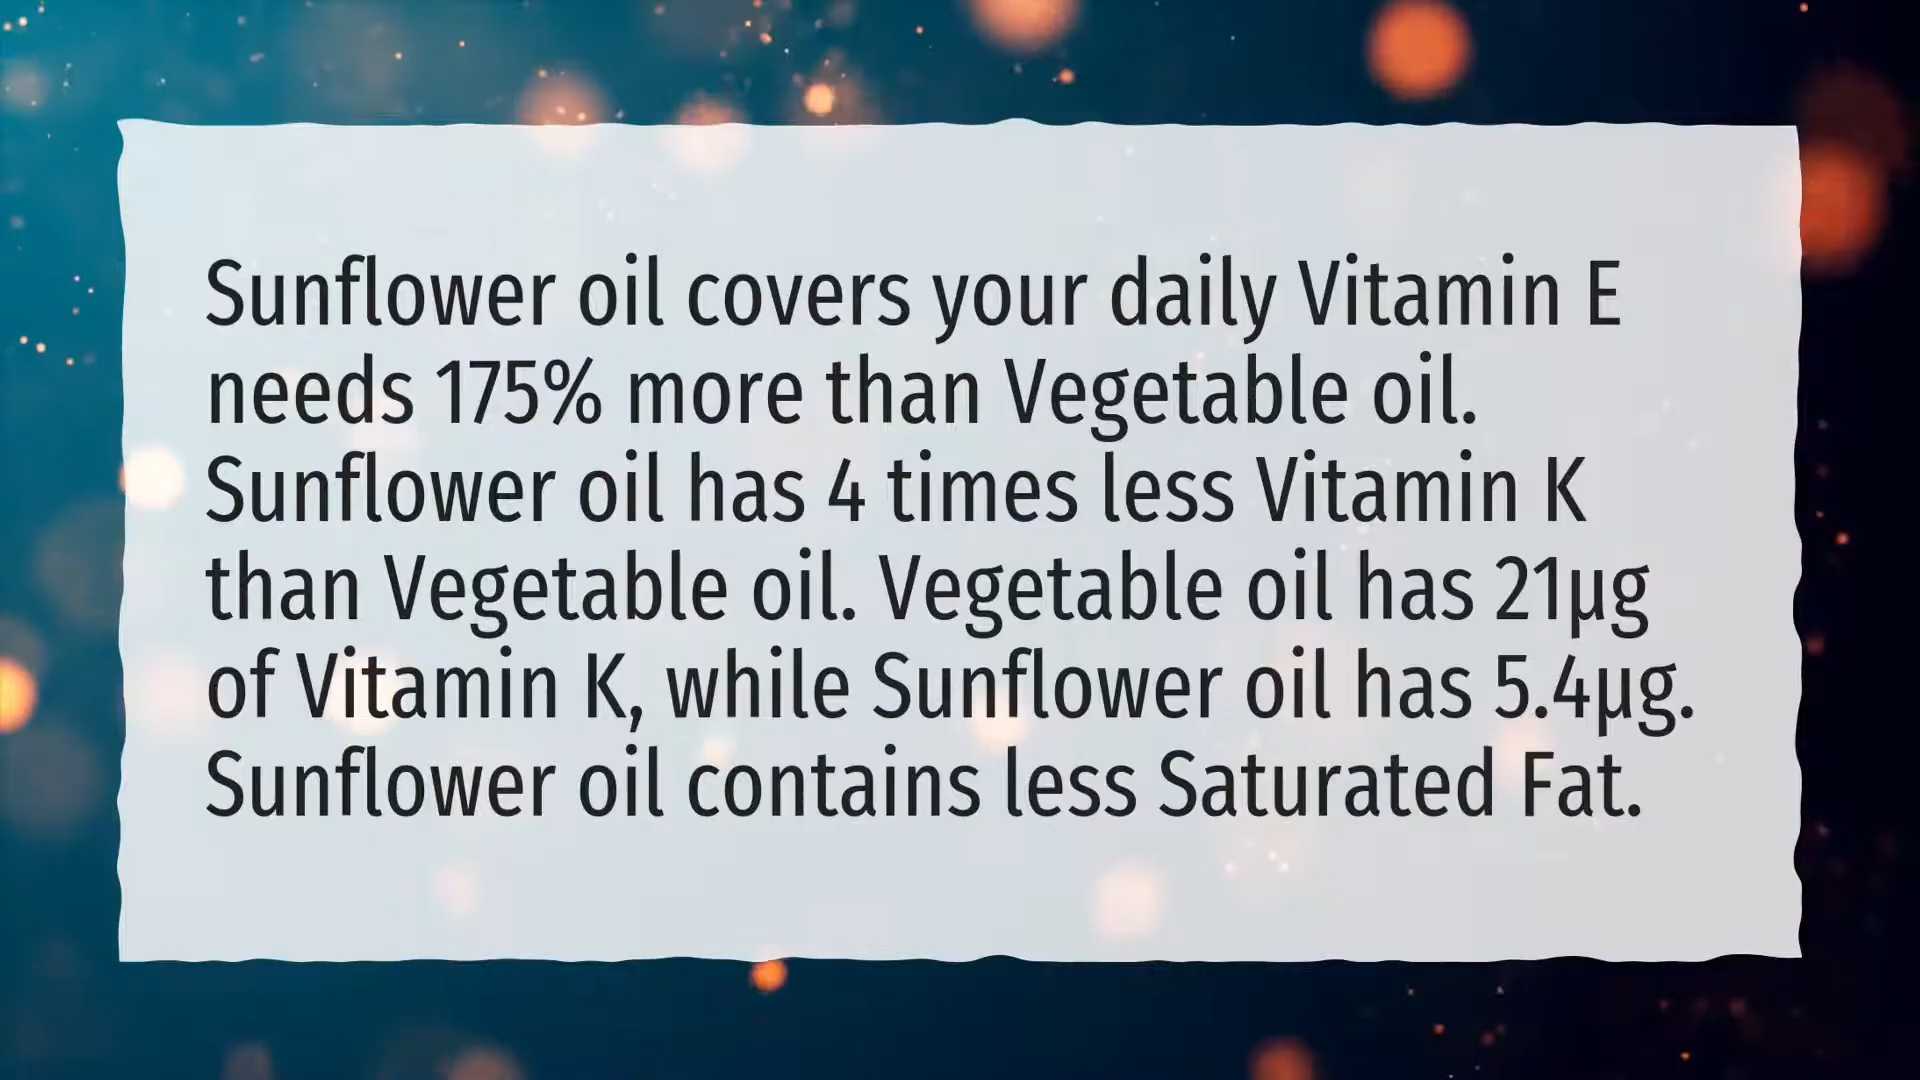 Sunflower oil covers your daily Vitamin E
needs 175% more than Vegetable oil.
Sunflower oil has 4 times less Vitamin K
than Vegetable oil. Vegetable oil has 21µg
of Vitamin K, while Sunflower oil has 5.4µg.
Sunflower oil contains less Saturated Fat.